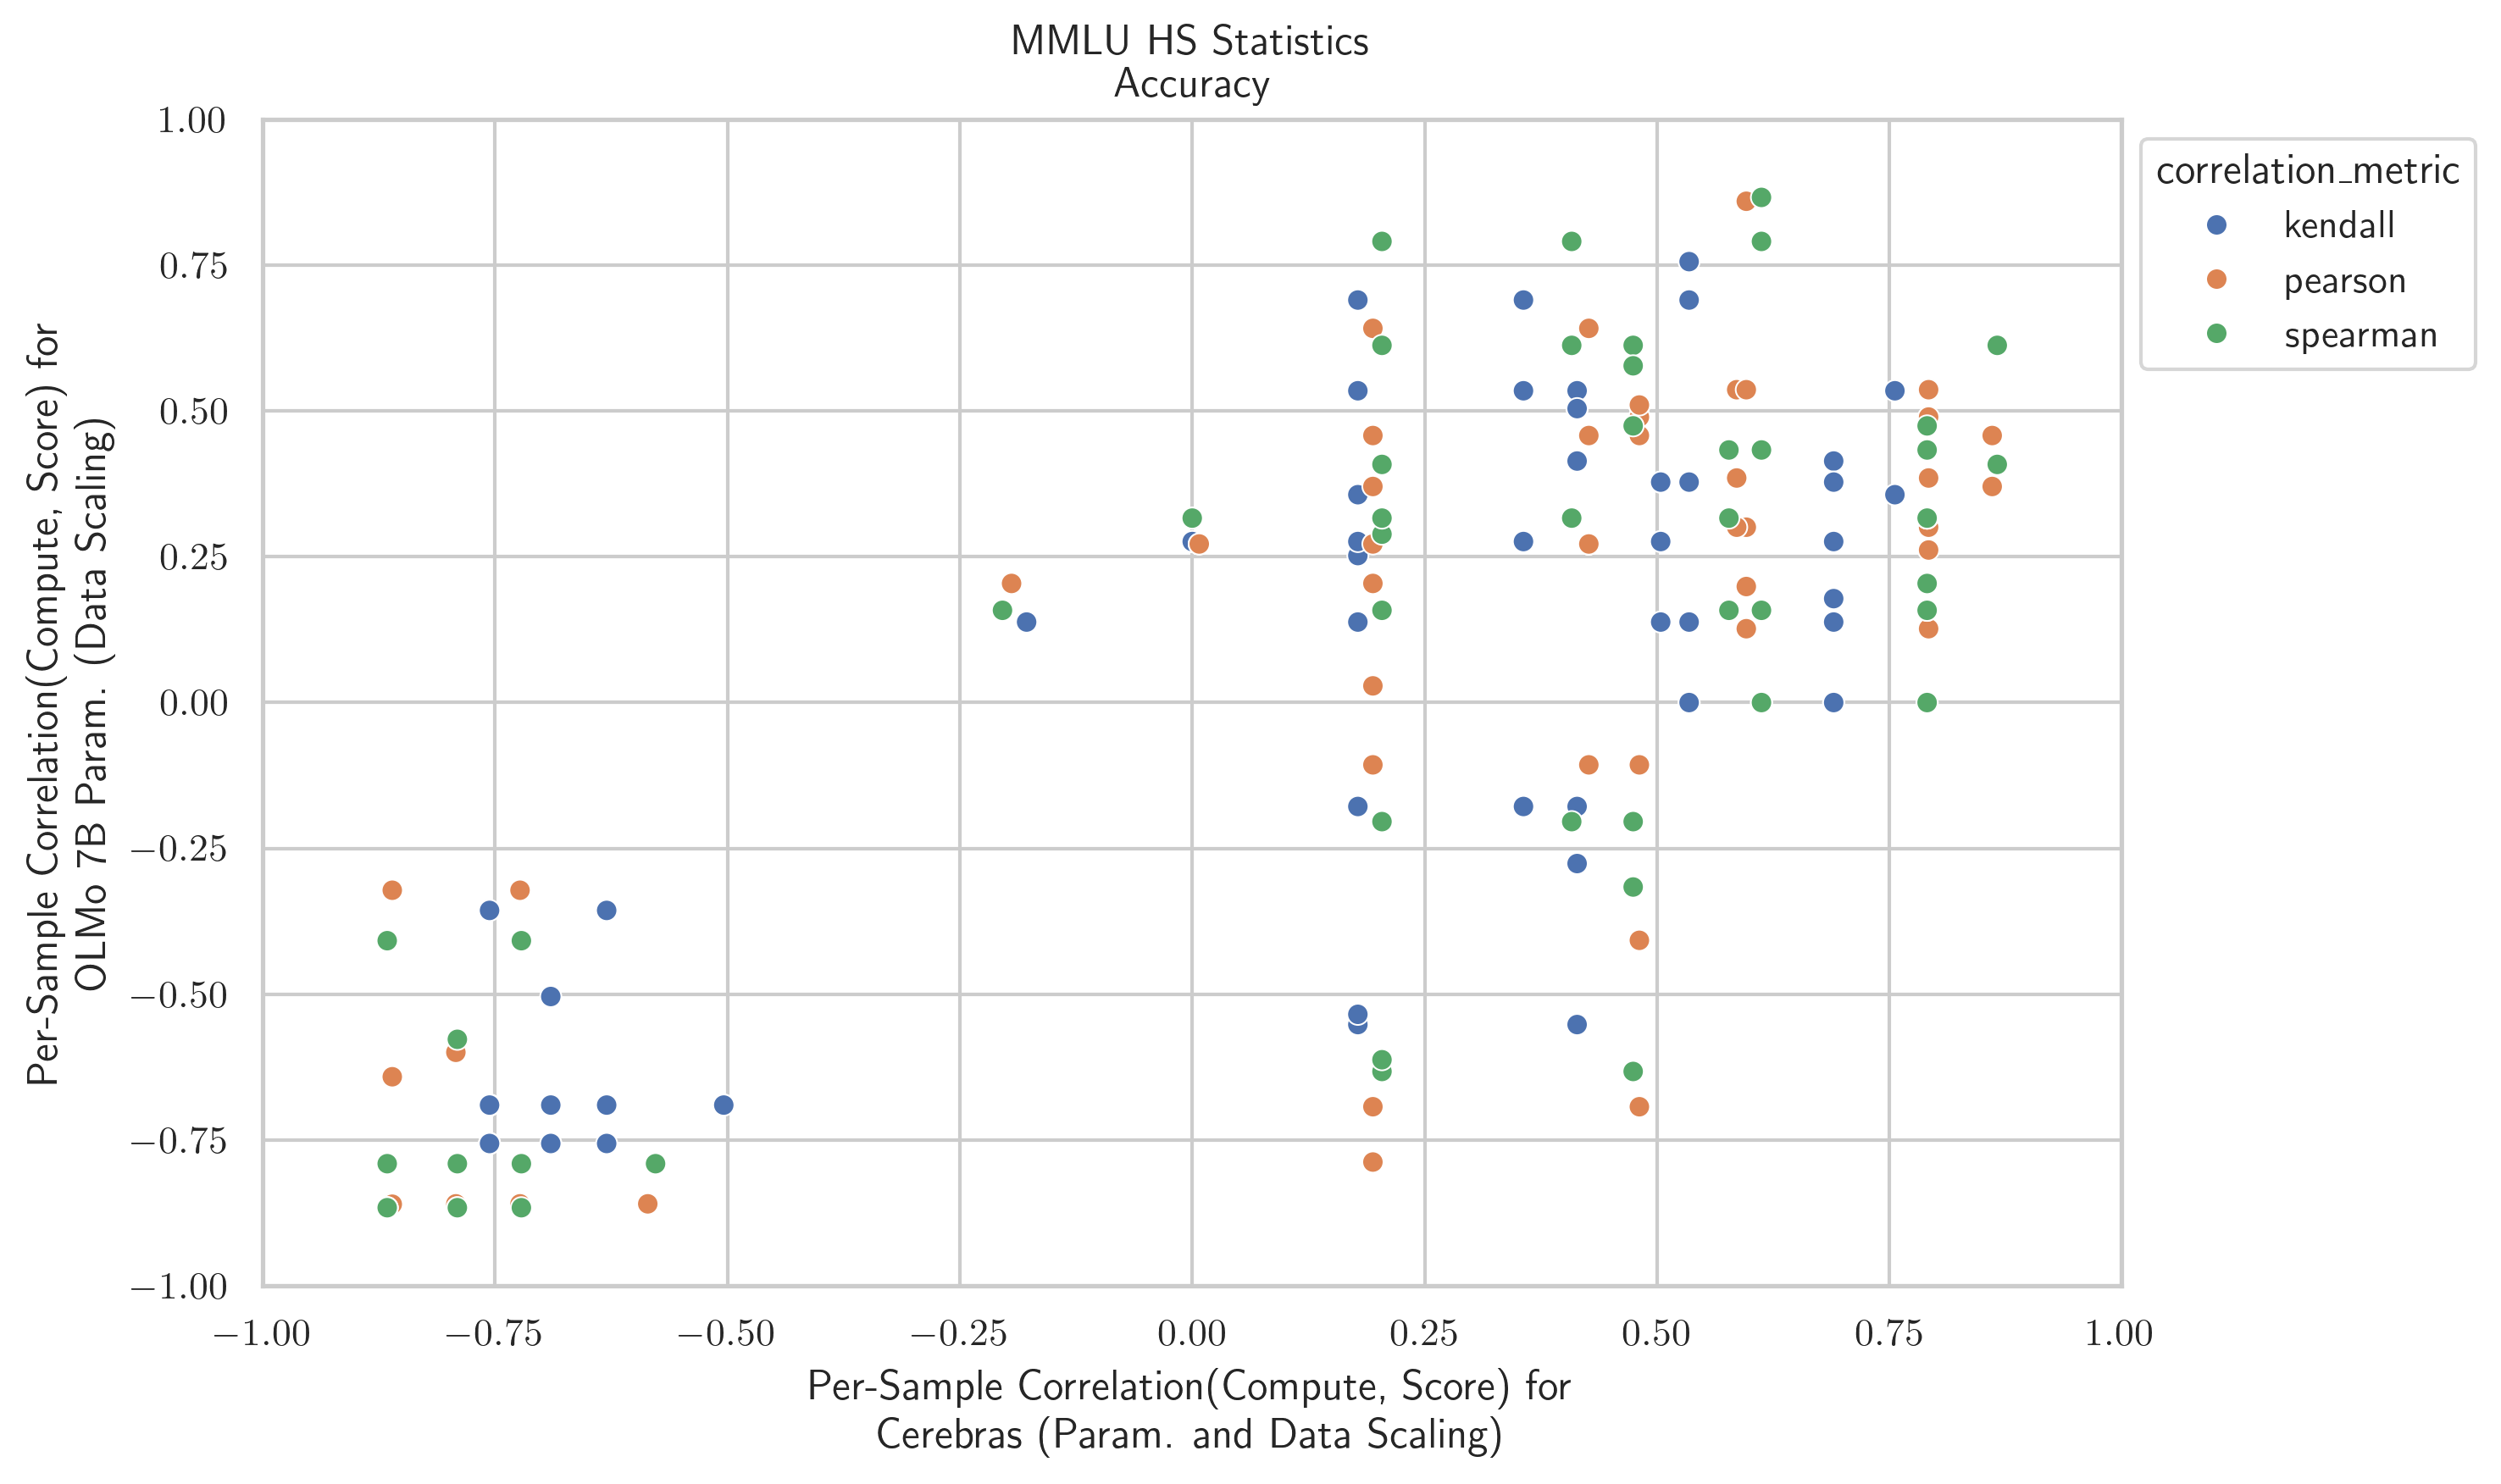 MMLU HS Statistics
Accuracy
1.00
0.75
0.50
0.25
0.00
−0.25
−0.50
−0.75
−1.00
Per-Sample Correlation(Compute, Score) for
OLMo 7B Param. (Data Scaling)
−1.00 −0.75 −0.50 −0.25 0.00 0.25 0.50 0.75 1.00
Per-Sample Correlation(Compute, Score) for
Cerebras (Param. and Data Scaling)
correlation_metric
kendall
pearson
spearman